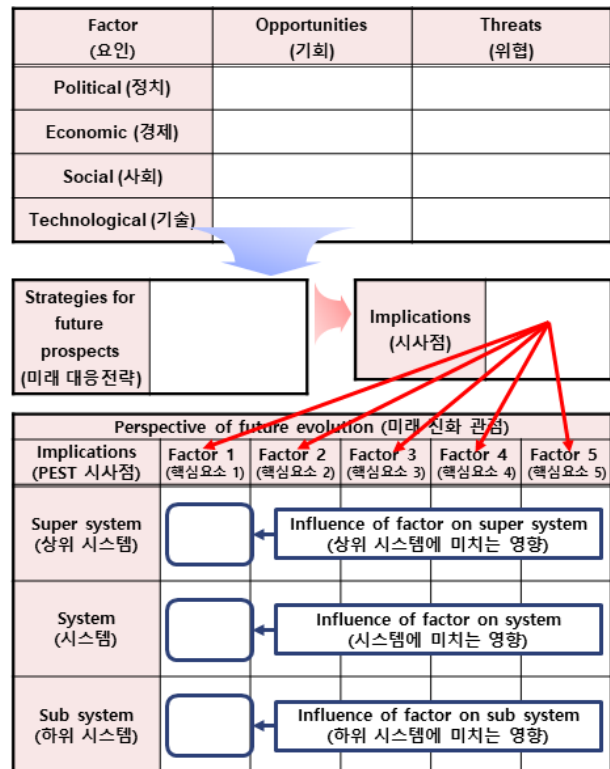 Factor
(요인)
Opportunities
(기회)
Threats
(위협)
Political (정치)
Economic (경제)
Social (사회)
Technological (기술)
Strategies for
future
prospects
(미래 대응전략)
Implications
(시사점)
Perspective of future evolution (미래 진화 관점)
Implications
(PEST 시사점)
Factor 1
(핵심요소 1)
Factor 2
(핵심요소 2)
Factor 3
(핵심요소 3)
Factor 4
(핵심요소 4)
Factor 5
(핵심요소 5)
Super system
(상위 시스템)
Influence of factor on super system
(상위 시스템에 미치는 영향)
System
(시스템)
Influence of factor on system
(시스템에 미치는 영향)
Sub system
(하위 시스템)
Influence of factor on sub system
(하위 시스템에 미치는 영향)